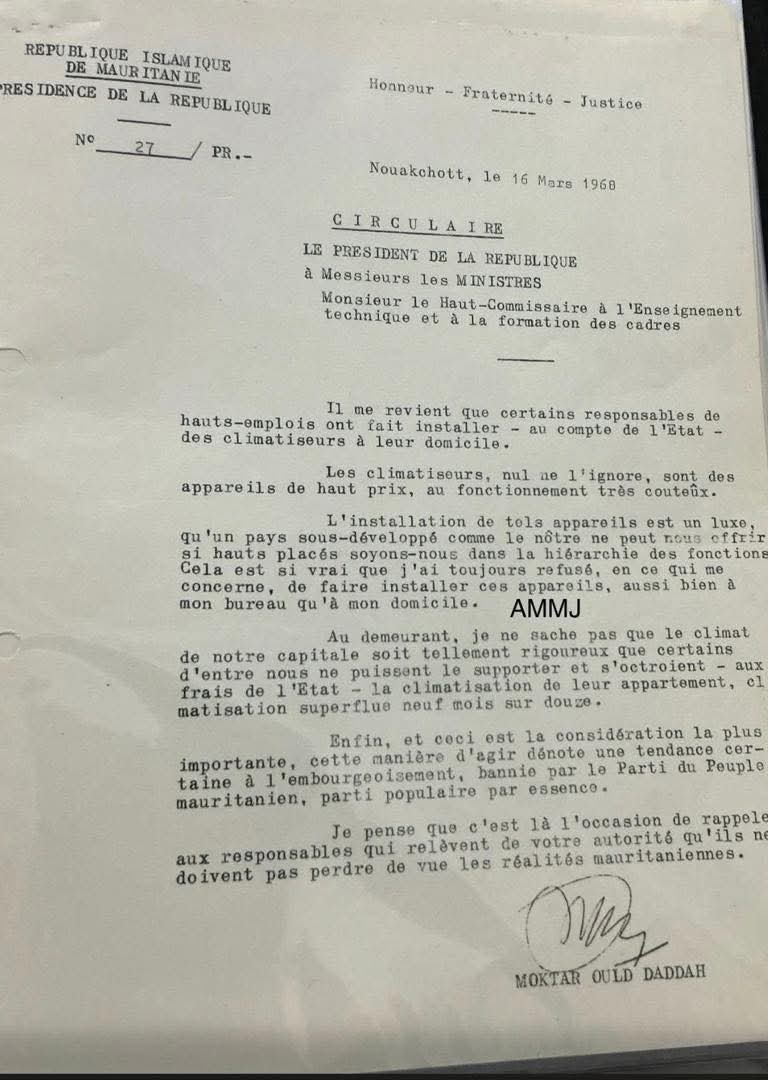 REPUBLIQUE ISLAMIQUE
DE MAURITANIE
PRESIDENCE DE LA REPUBLIQUE
N° 27 / PR.-
Honneur - Fraternité - Justice
Nouakchott, le 16 Mars 1968
C I R C U L A I RE
LE PRESIDENT DE LA REPUBLIQUE
à Messieurs les MINISTRES
Monsieur le Haut-Commissaire à l'Enseignement
technique et à la formation des cadres
Il me revient que certains responsables de
hauts-emplois ont fait installer - au compte de l'Etat -
des climatiseurs à leur domicile.
Les climatiseurs, nul ne l'ignore, sont des
appareils de haut prix, au fonctionnement très couteûx.
L'installation de tels appareils est un luxe,
qu'un pays sous-développé comme le nôtre ne peut nous offrir
si hauts placés soyons-nous dans la hiérarchie des fonctions
Cela est si vrai que j'ai toujours refusé, en ce qui me
concerne, de faire installer ces appareils, aussi bien à
mon bureau qu'à mon domicile.
AMMJ
Au demeurant, je ne sache pas que le climat
de notre capitale soit tellement rigoureux que certains
d'entre nous ne puissent le supporter et s'octroient - aux
frais de l'Etat - la climatisation de leur appartement, cl
matisation superflue neuf mois sur douze.
Enfin, et ceci est la considération la plus
importante, cette manière d'agir dénote une tendance cer-
taine à l'embourgeoisement, bannie par le Parti du Peuple
mauritanien, parti populaire par essence.
Je pense que c'est là l'occasion de rappele
aux responsables qui relèvent de votre autorité qu'ils ne
doivent pas perdre de vue les réalités mauritaniennes.
MOKTAR OULD DADDAH